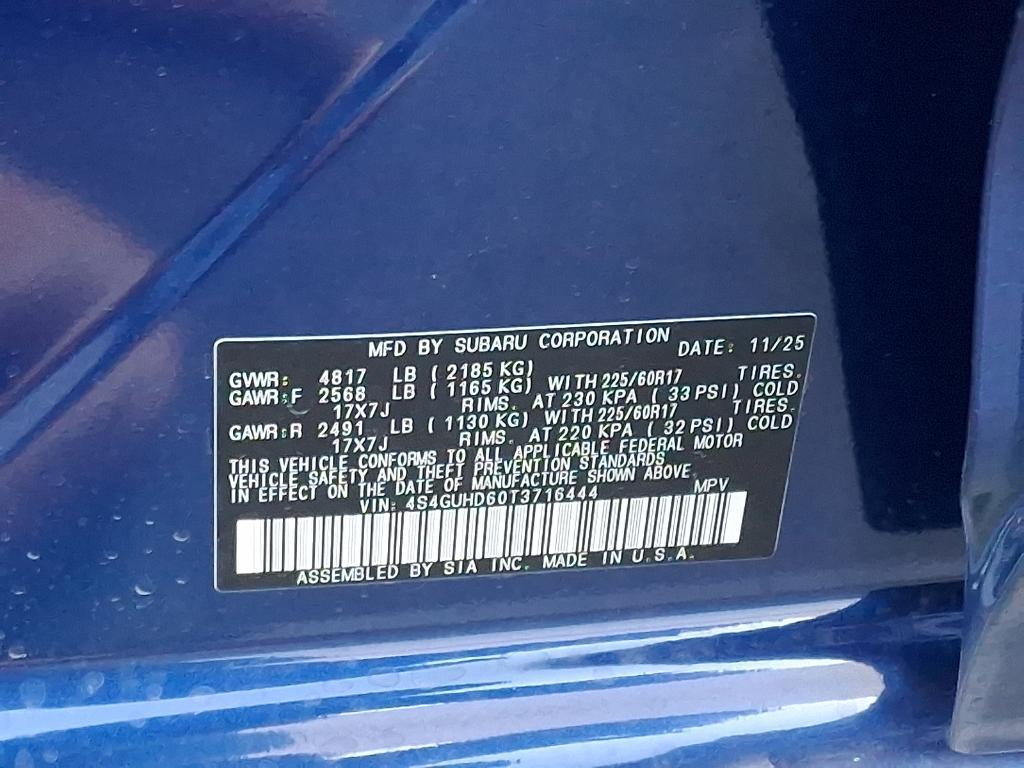 MFD BY SUBARU CORPORATION DATE: 11/25
GVWR: 4817 LB ( 2185 KG)
GAWR:F 2568 LB ( 1165 KG) WITH 225/60R17 TIRES.
17X7J RIMS. AT 230 KPA ( 33 PSI) COLD
GAWR:R 2491 LB ( 1130 KG) WITH 225/60R17 TIRES.
17X7J RIMS. AT 220 KPA ( 32 PSI) COLD
THIS VEHICLE CONFORMS TO ALL APPLICABLE FEDERAL MOTOR
VEHICLE SAFETY AND THEFT PREVENTION STANDARDS
IN EFFECT ON THE DATE OF MANUFACTURE SHOWN ABOVE
VIN: 4S4GUHD60T3716444 MPV
ASSEMBLED BY SIA INC. MADE IN U.S.A.